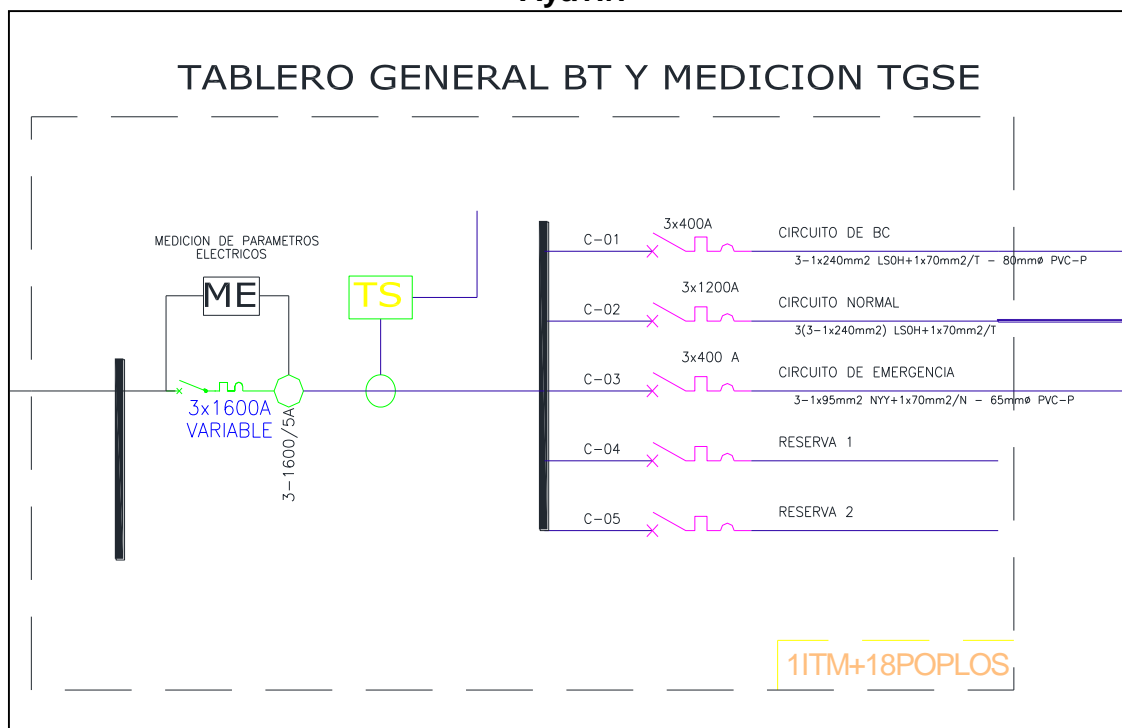 TABLERO GENERAL BT Y MEDICION TGSE
MEDICION DE PARAMETROS
ELECTRICOS
ME
TS
3x1600A
VARIABLE
3-1600/5A
C-01
3x400A
CIRCUITO DE BC
3-1x240mm2 LSOH+1x70mm2/T - 80mmø PVC-P
C-02
3x1200A
CIRCUITO NORMAL
3(3-1x240mm2) LSOH+1x70mm2/T
C-03
3x400 A
CIRCUITO DE EMERGENCIA
3-1x95mm2 NYY+1x70mm2/N - 65mmø PVC-P
C-04
RESERVA 1
C-05
RESERVA 2
1ITM+18POPLOS